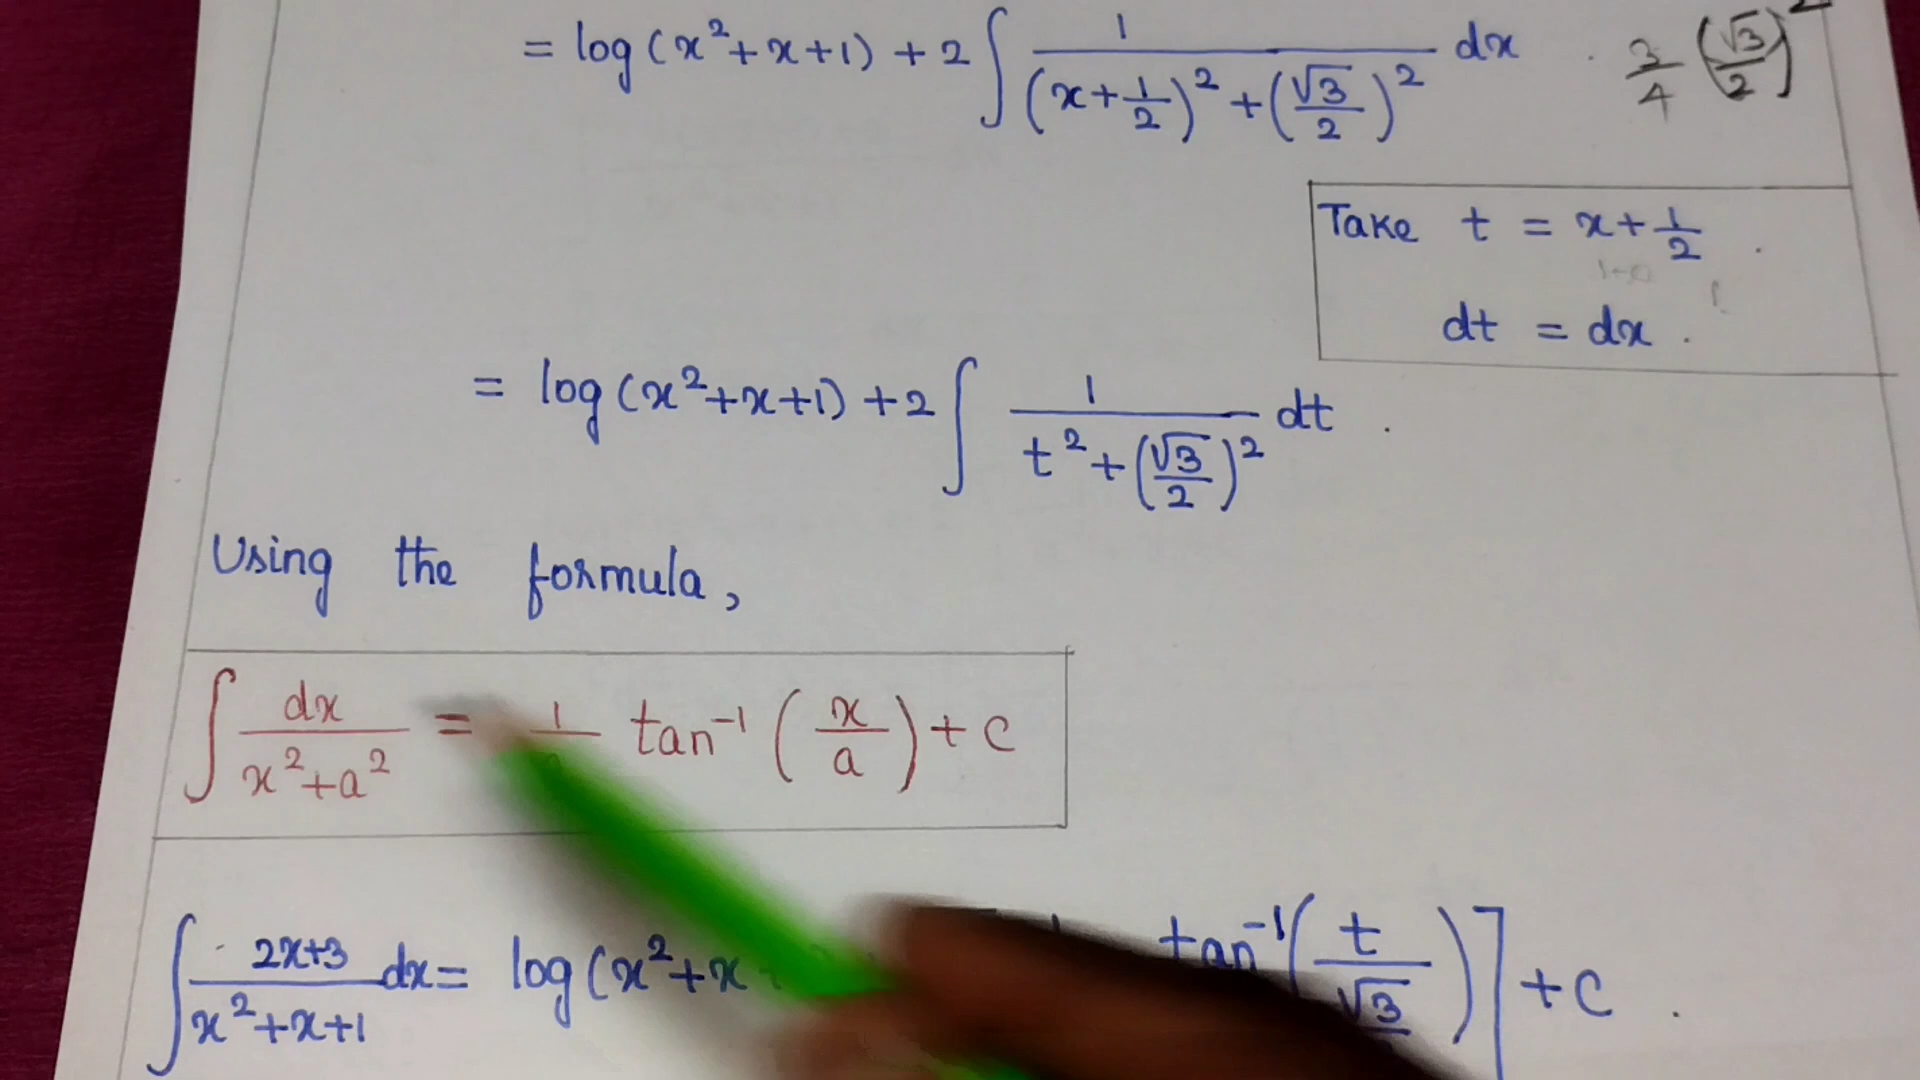 = log(x²+x+1) + 2∫ 1/((x+1/2)² + (√3/2)²) dx . 3/4 (√3/2)²
Take t = x+1/2 .
dt = dx .
= log(x²+x+1) +2∫ 1/(t²+(√3/2)²) dt .
Using the formula,
∫ dx/(x²+a²) = 1/ tan⁻¹(x/a)+c
∫ 2x+3/(x²+x+1) dx = log(x²+x tan⁻¹(t/√3)]+c .